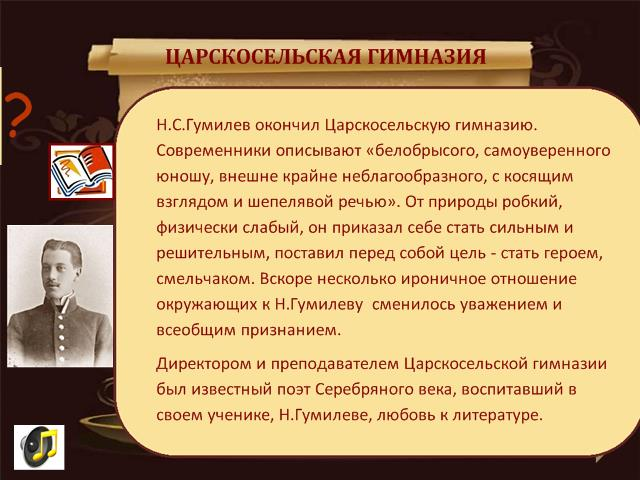 ЦАРСКОСЕЛЬСКАЯ ГИМНАЗИЯ
?
Н.С.Гумилев окончил Царскосельскую гимназию.
Современники описывают «белобрысого, самоуверенного
юношу, внешне крайне неблагообразного, с косящим
взглядом и шепелявой речью». От природы робкий,
физически слабый, он приказал себе стать сильным и
решительным, поставил перед собой цель - стать героем,
смельчаком. Вскоре несколько ироничное отношение
окружающих к Н.Гумилеву сменилось уважением и
всеобщим признанием.
Директором и преподавателем Царскосельской гимназии
был известный поэт Серебряного века, воспитавший в
своем ученике, Н.Гумилеве, любовь к литературе.